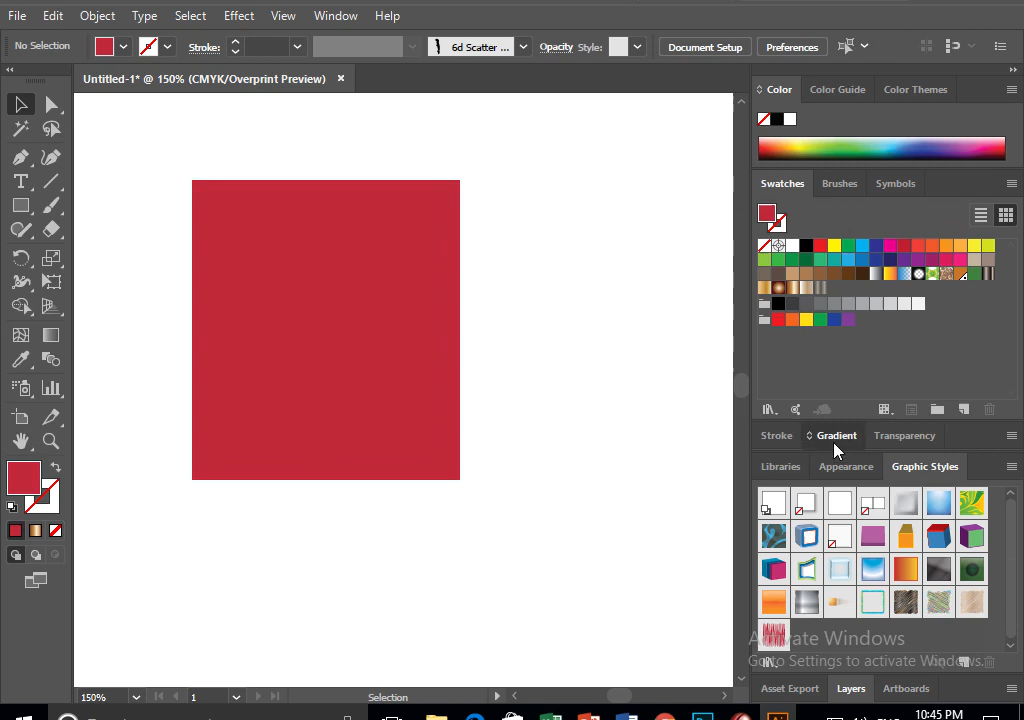 File Edit Object Type Select Effect View Window Help
No Selection Stroke: 6d Scatter ... Opacity Style: Document Setup Preferences
Untitled-1* @ 150% (CMYK/Overprint Preview) ×
Color Color Guide Color Themes
Swatches Brushes Symbols
Stroke Gradient Transparency
Libraries Appearance Graphic Styles
Activate Windows
Go to Settings to activate Windows.
Asset Export Layers Artboards
150% 1 Selection
10:45 PM